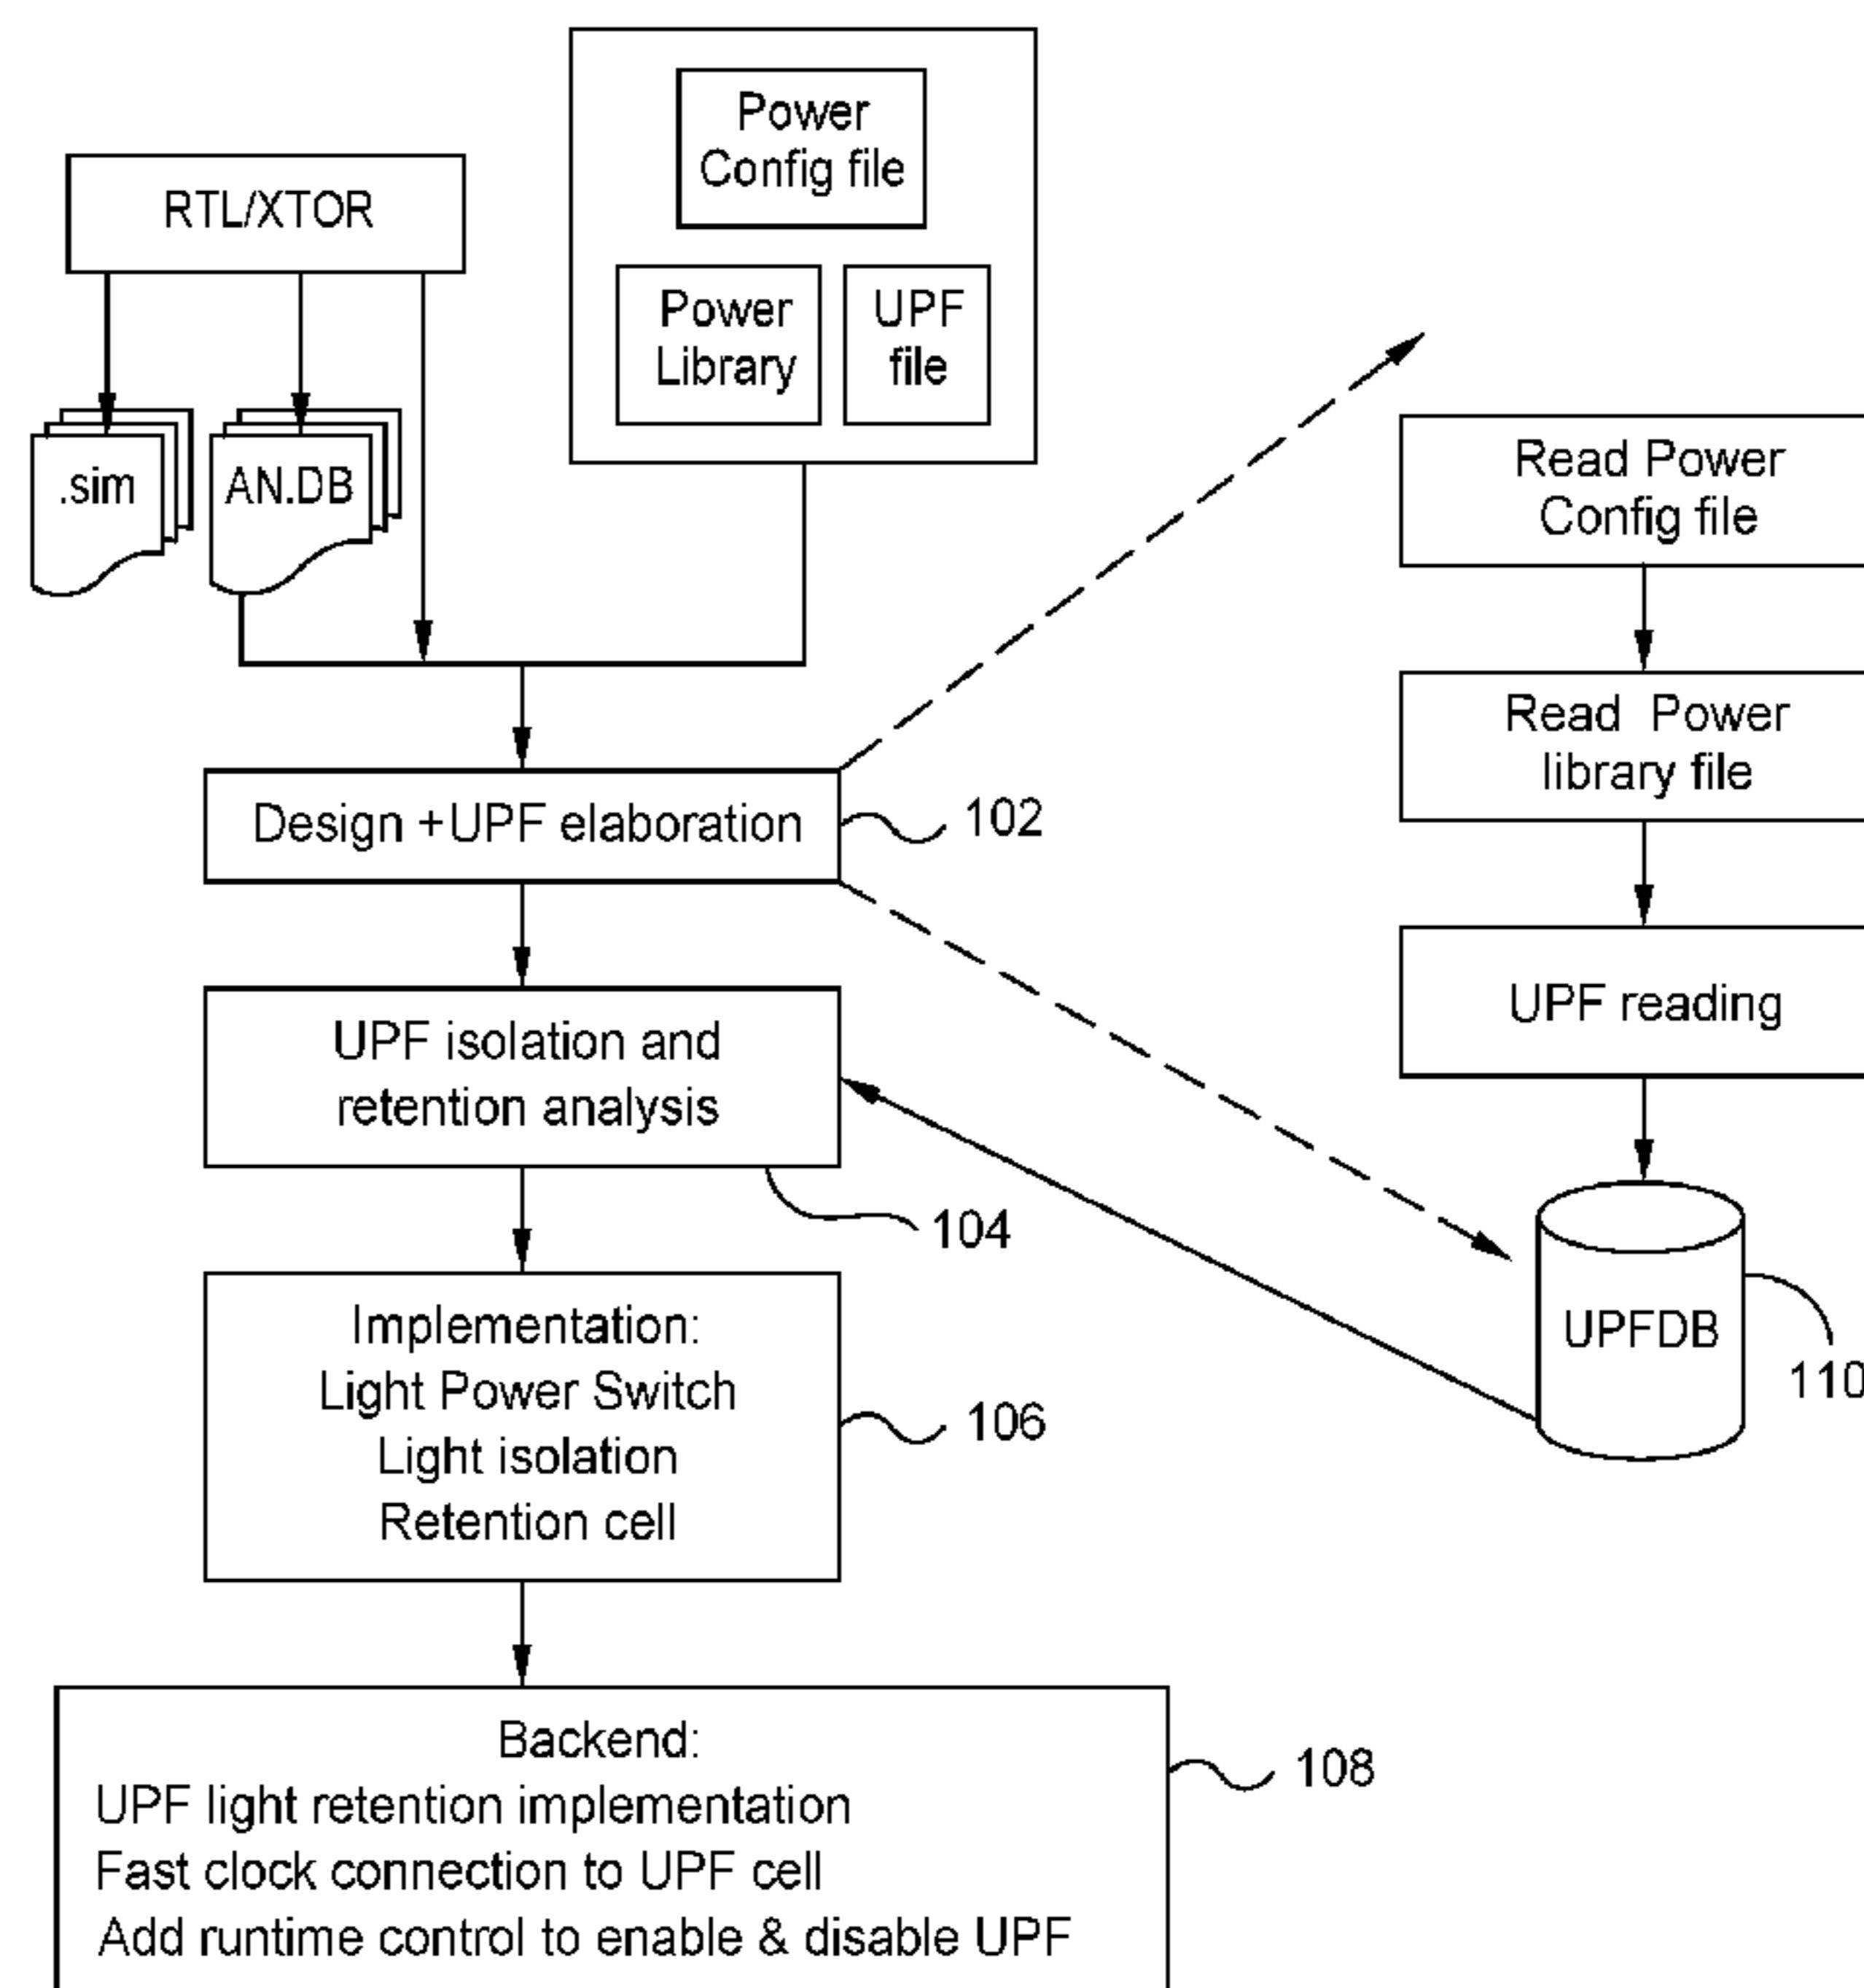 Power
Config file
RTL/XTOR
Power
Library
UPF
file
.sim
AN.DB
Read Power
Config file
Read Power
library file
Design +UPF elaboration
102
UPF reading
UPF isolation and
retention analysis
104
Implementation:
Light Power Switch
Light isolation
Retention cell
106
UPFDB
110
Backend:
UPF light retention implementation
Fast clock connection to UPF cell
Add runtime control to enable & disable UPF
108